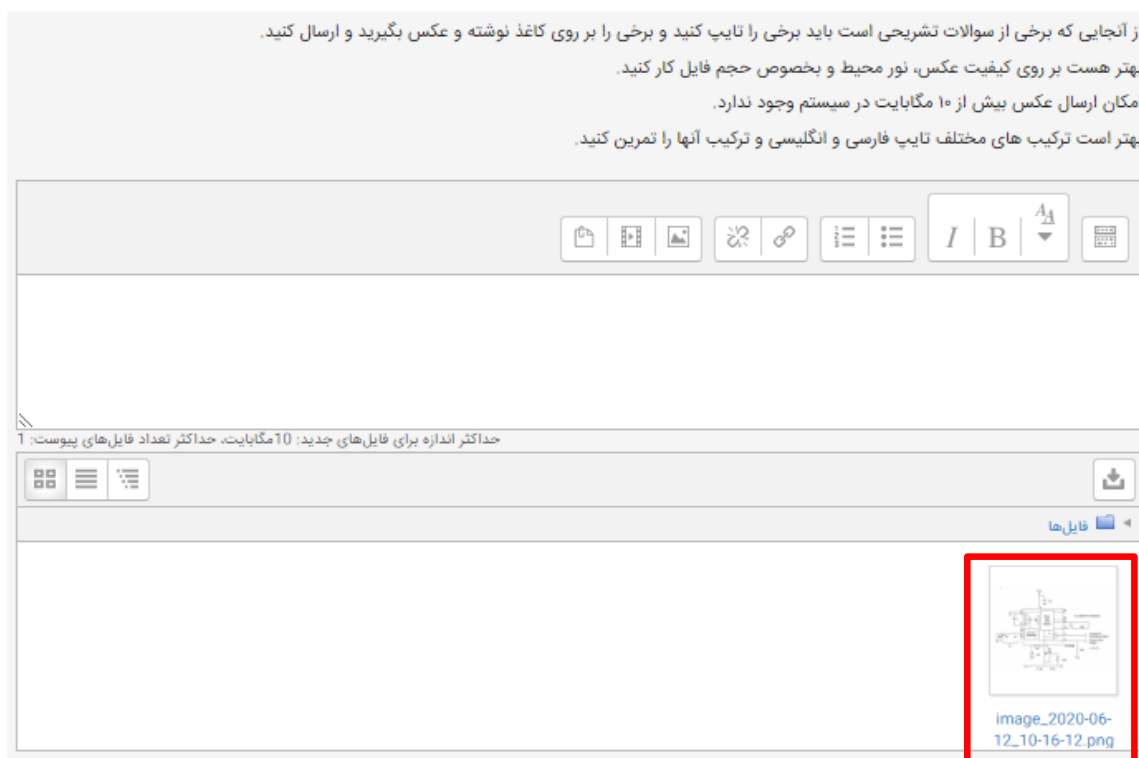 ز آنجایی که برخی از سوالات تشریحی است باید برخی را تایپ کنید و برخی را بر روی کاغذ نوشته و عکس بگیرید و ارسال کنید.
بهتر هست بر روی کیفیت عکس، نور محیط و بخصوص حجم فایل کار کنید.
مکان ارسال عکس بیش از ۱۰ مگابایت در سیستم وجود ندارد.
بهتر است ترکیب های مختلف تایپ فارسی و انگلیسی و ترکیب آنها را تمرین کنید.
I B
حداکثر اندازه برای فایل‌های جدید: 10مگابایت، حداکثر تعداد فایل‌های پیوست: 1
فایل‌ها
image_2020-06-
12_10-16-12.png